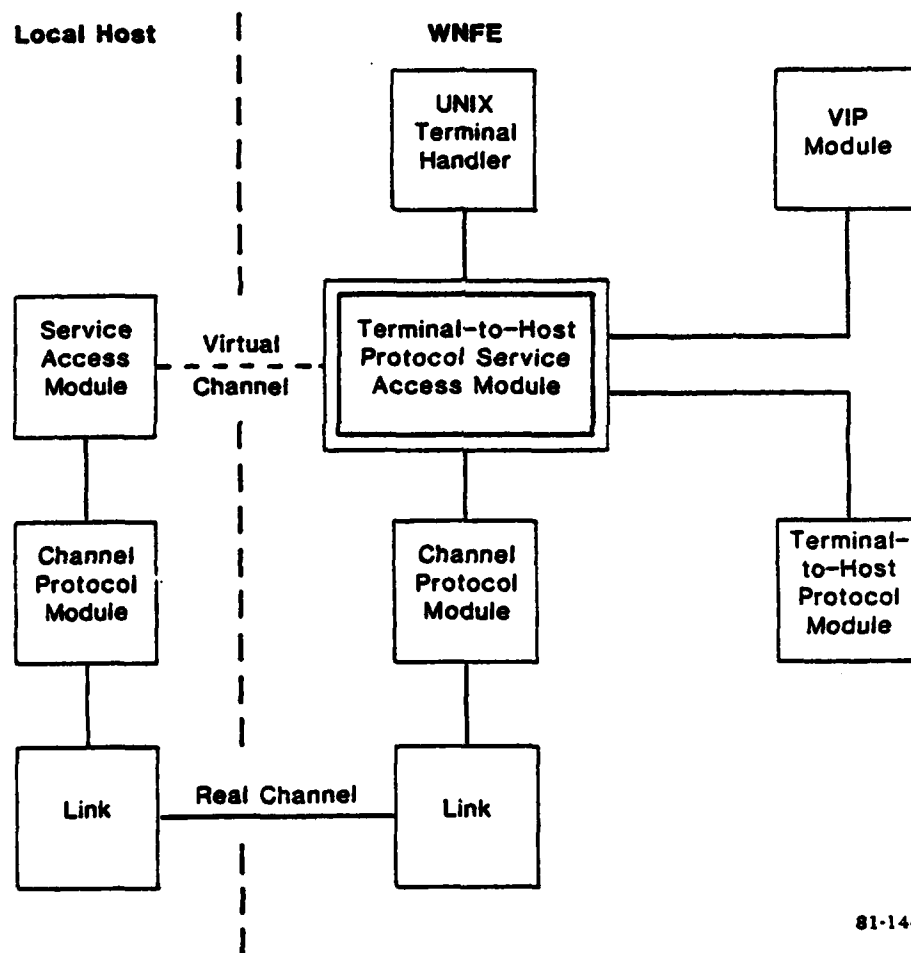 Local Host
WNFE
UNIX
Terminal
Handler
VIP
Module
Service
Access
Module
Virtual
Channel
Terminal-to-Host
Protocol Service
Access Module
Channel
Protocol
Module
Channel
Protocol
Module
Terminal-
to-Host
Protocol
Module
Link
Real Channel
Link